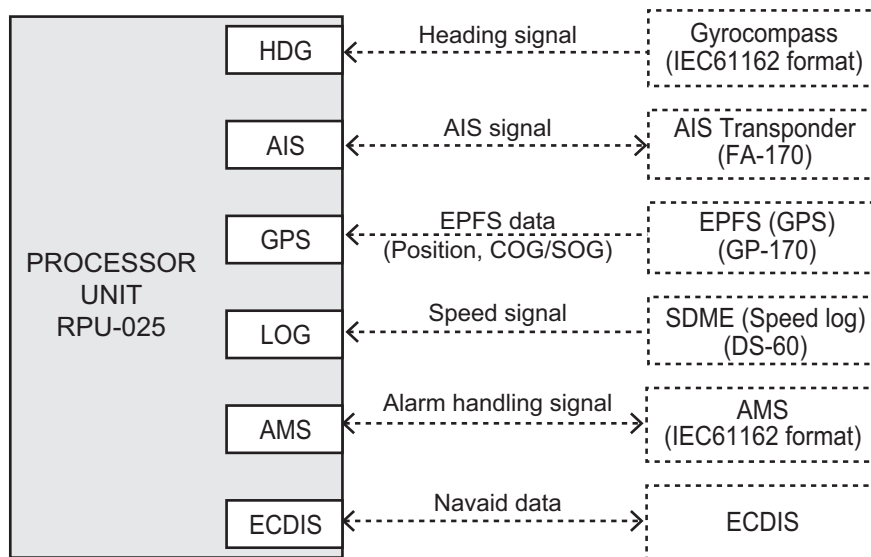 HDG
Heading signal
Gyrocompass
(IEC61162 format)
AIS
AIS signal
AIS Transponder
(FA-170)
GPS
EPFS data
(Position, COG/SOG)
EPFS (GPS)
(GP-170)
PROCESSOR
UNIT
RPU-025
LOG
Speed signal
SDME (Speed log)
(DS-60)
AMS
Alarm handling signal
AMS
(IEC61162 format)
ECDIS
Navaid data
ECDIS